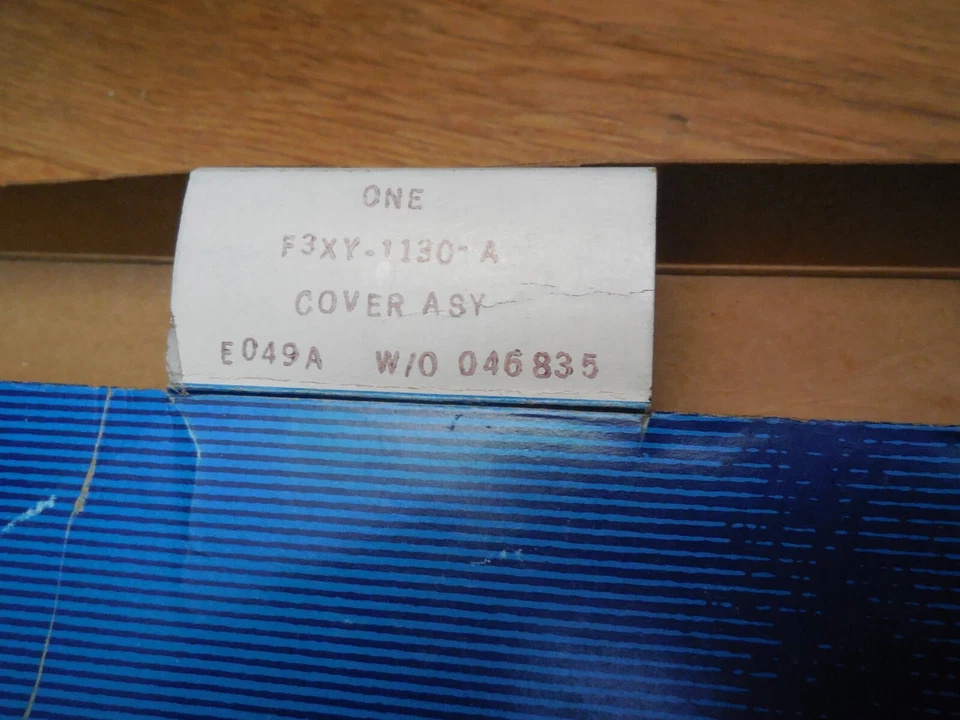 ONE
F3XY-1130-A
COVER ASY
E049A W/O 046835